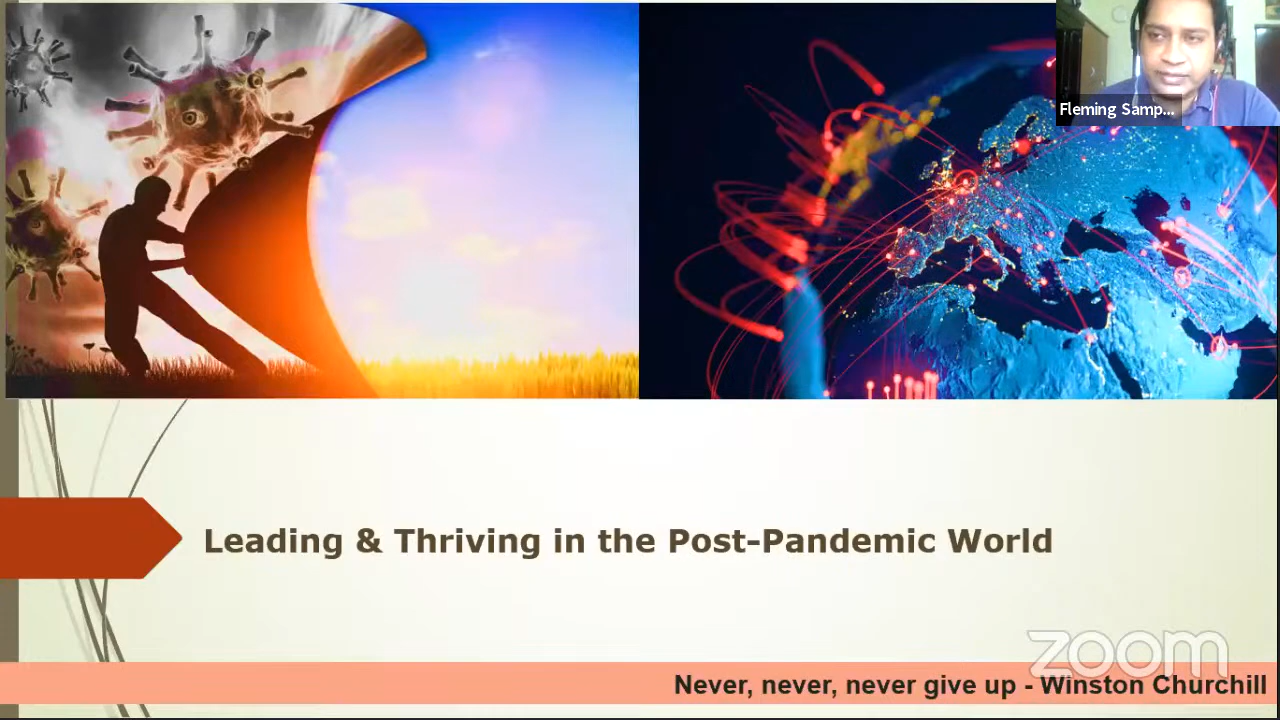 Fleming Samp...
Leading & Thriving in the Post-Pandemic World
zoom
Never, never, never give up - Winston Churchill